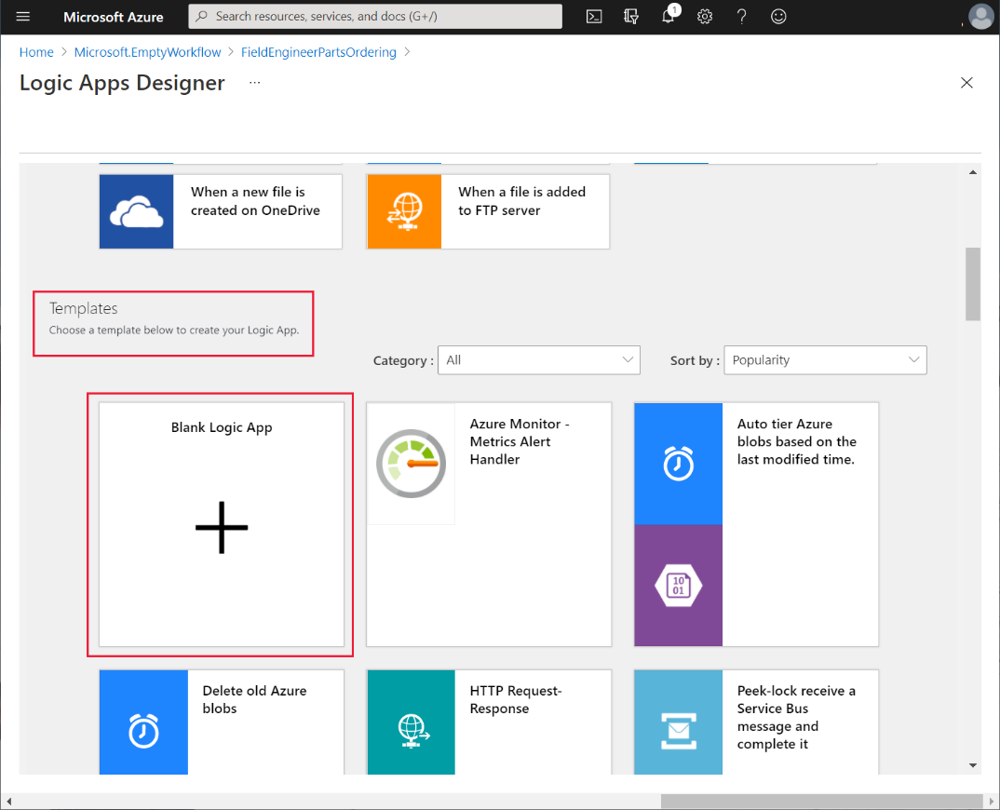 Microsoft Azure
Search resources, services, and docs (G+/)
1
Home > Microsoft.EmptyWorkflow > FieldEngineerPartsOrdering >
Logic Apps Designer ...
When a new file is
created on OneDrive
When a file is added
to FTP server
Templates
Choose a template below to create your Logic App.
Category : All
Sort by : Popularity
Blank Logic App
Azure Monitor -
Metrics Alert
Handler
Auto tier Azure
blobs based on the
last modified time.
10
01
Delete old Azure
blobs
HTTP Request-
Response
Peek-lock receive a
Service Bus
message and
complete it